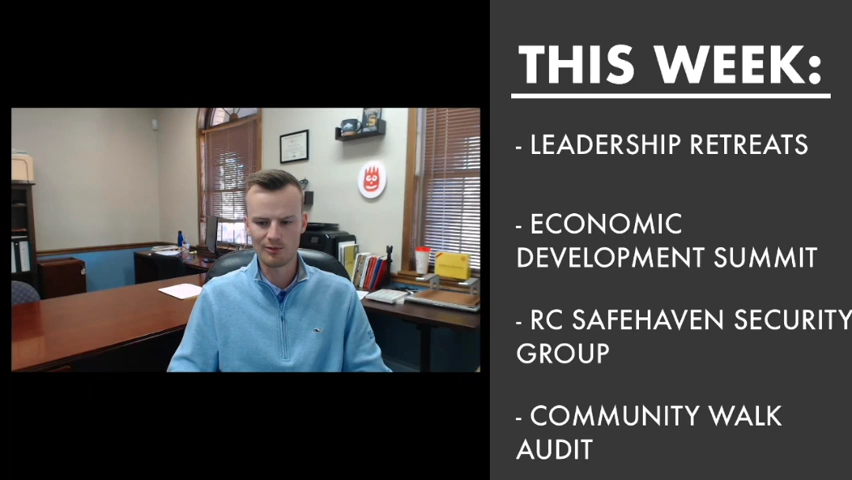 THIS WEEK:
- LEADERSHIP RETREATS
- ECONOMIC
DEVELOPMENT SUMMIT
- RC SAFEHAVEN SECURITY
GROUP
- COMMUNITY WALK
AUDIT